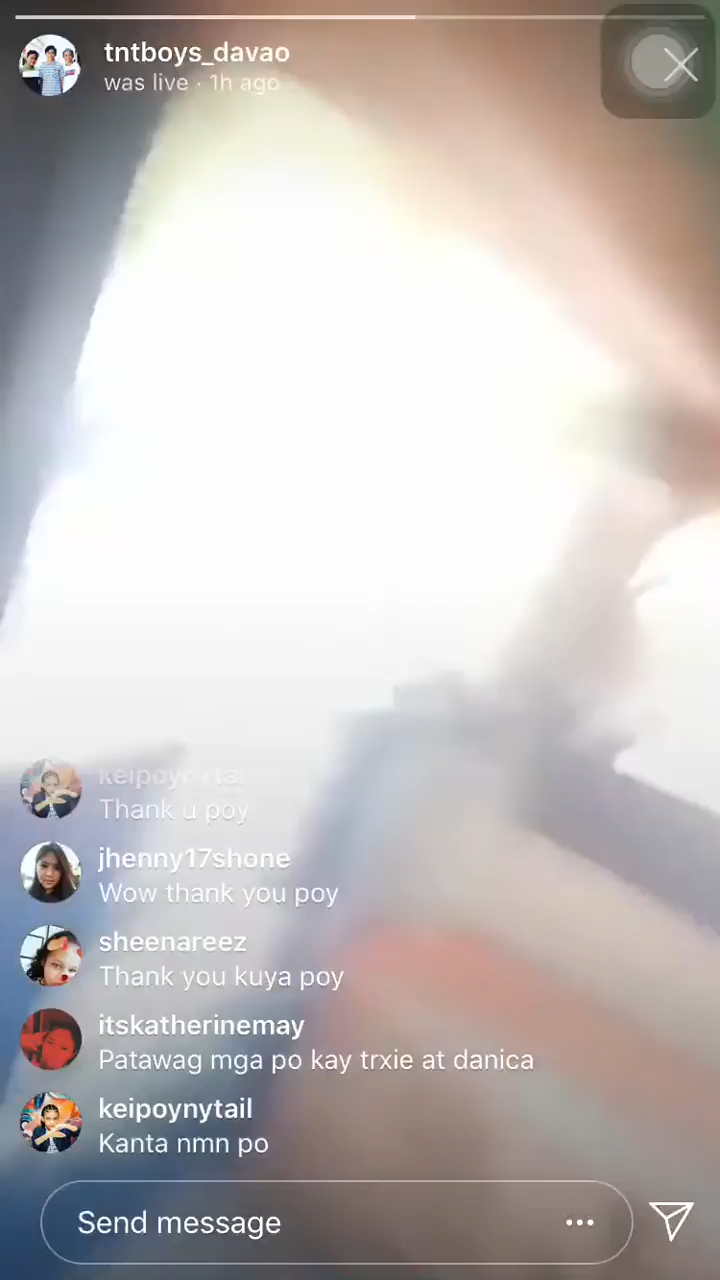 tntboys_davao
was live · 1h ago
keipoynytail
Thank u poy
jhenny17shone
Wow thank you poy
sheenareez
Thank you kuya poy
itskatherinemay
Patawag mga po kay trxie at danica
keipoynytail
Kanta nmn po
Send message